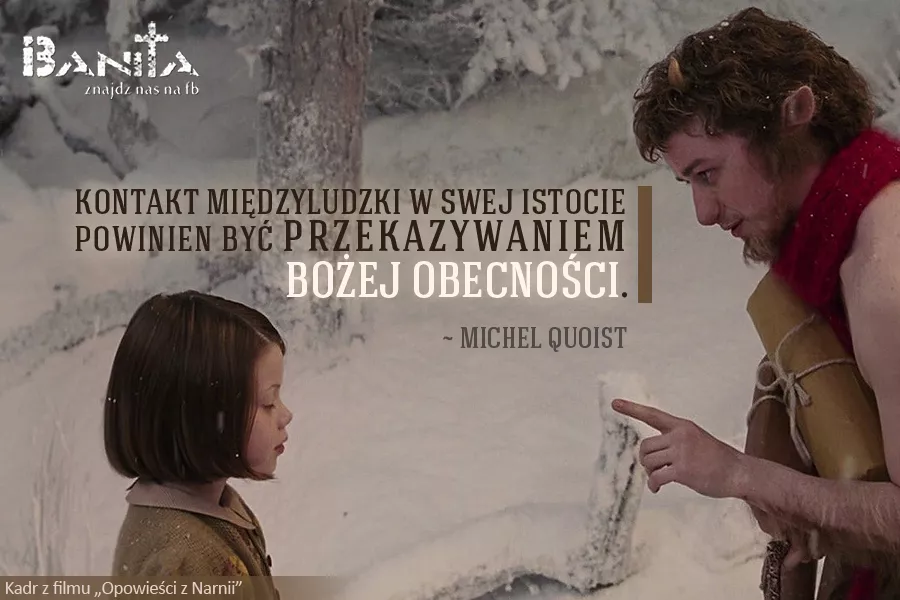 BANITA
znajdz nas na fb
KONTAKT MIĘDZYLUDZKI W SWEJ ISTOCIE
POWINIEN BYĆ PRZEKAZYWANIEM
BOŻEJ OBECNOŚCI.
~ MICHEL QUOIST
Kadr z filmu „Opowieści z Narnii”